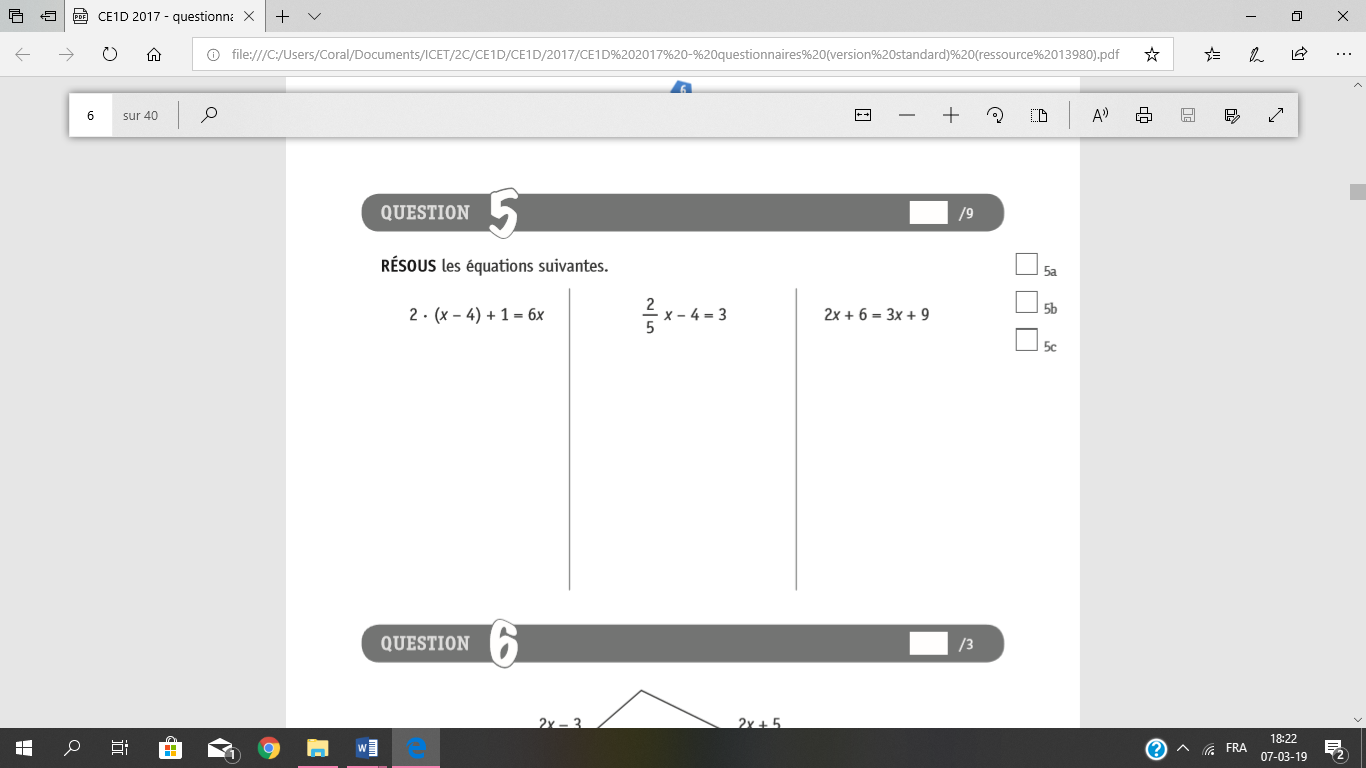 CE1D 2017 - questionna
file:///C:/Users/Coral/Documents/ICET/2C/CE1D/CE1D/2017/CE1D%202017%20-%20questionnaires%20(version%20standard)%20(ressource%2013980).pdf
6
6 sur 40
QUESTION 5 /9
RÉSOUS les équations suivantes.
5a
2 · (x – 4) + 1 = 6x
2/5 x – 4 = 3
2x + 6 = 3x + 9
5b
5c
QUESTION 6 /3
2x – 3
2x + 5
FRA
18:22
07-03-19
1
2